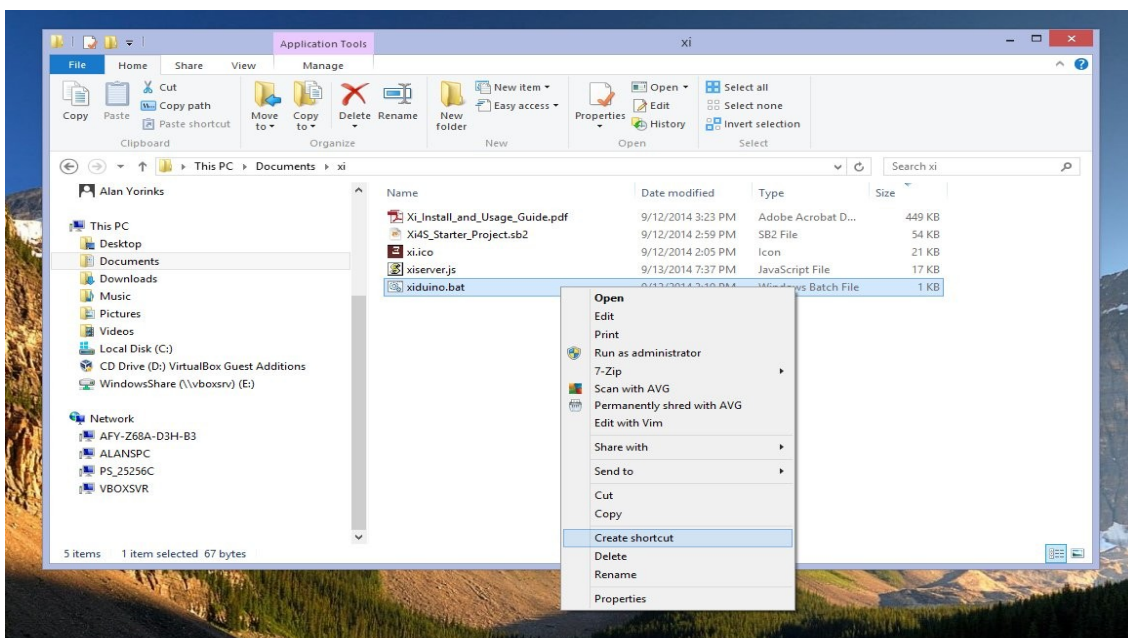 Application Tools
xi
File Home Share View Manage
Copy
Paste
Cut
Copy path
Paste shortcut
Clipboard
Move to
Copy to
Delete
Rename
Organize
New folder
New item
Easy access
New
Properties
Open
Edit
History
Open
Select all
Select none
Invert selection
Select
This PC Documents xi
Search xi
Alan Yorinks
This PC
Desktop
Documents
Downloads
Music
Pictures
Videos
Local Disk (C:)
CD Drive (D:) VirtualBox Guest Additions
WindowsShare (\\vboxsrv) (E:)
Network
AFY-Z68A-D3H-B3
ALANSPC
PS_25256C
VBOXSVR
Name Date modified Type Size
Xi_Install_and_Usage_Guide.pdf 9/12/2014 3:23 PM Adobe Acrobat D... 449 KB
Xi4S_Starter_Project.sb2 9/12/2014 2:59 PM SB2 File 54 KB
xi.ico 9/12/2014 2:05 PM Icon 21 KB
xiserver.js 9/13/2014 7:37 PM JavaScript File 17 KB
xiduino.bat Windows Batch File 1 KB
Open
Edit
Print
Run as administrator
7-Zip
Scan with AVG
Permanently shred with AVG
Edit with Vim
Share with
Send to
Cut
Copy
Create shortcut
Delete
Rename
Properties
5 items 1 item selected 67 bytes